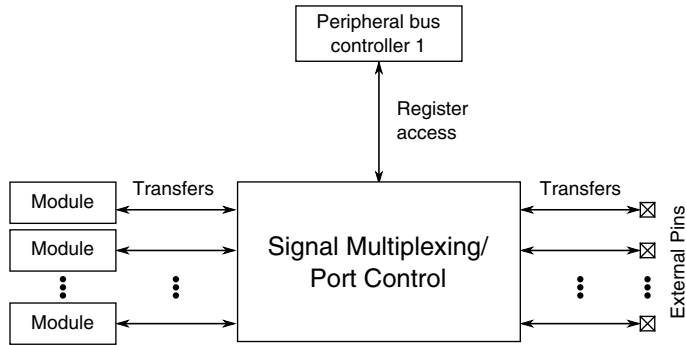 Peripheral bus
controller 1
Register
access
Module
Transfers
Transfers
Module
Signal Multiplexing/
Port Control
Module
External Pins